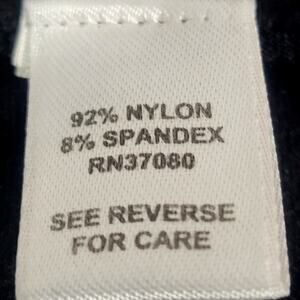 92% NYLON
8% SPANDEX
RN37080
SEE REVERSE
FOR CARE